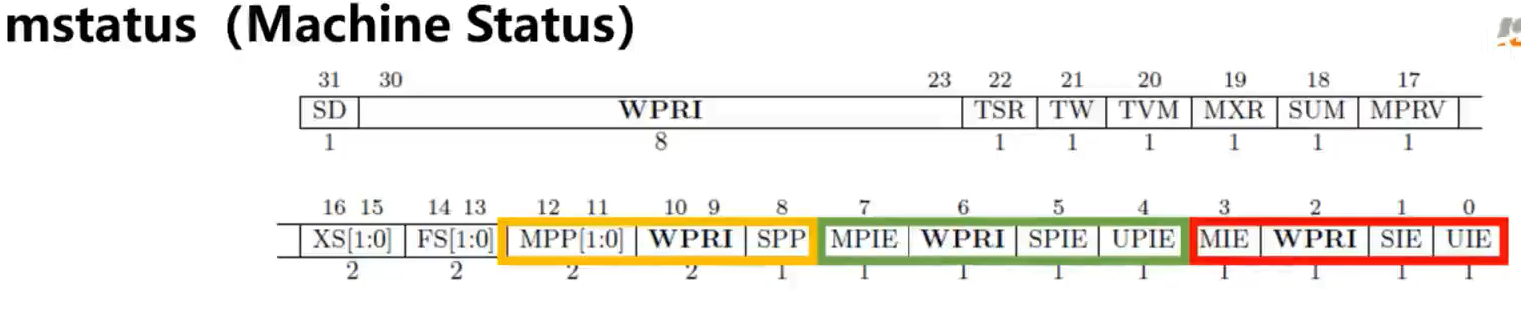 mstatus（Machine Status）
31 30 23 22 21 20 19 18 17
SD WPRI TSR TW TVM MXR SUM MPRV
1 8 1 1 1 1 1 1
16 15 14 13 12 11 10 9 8 7 6 5 4 3 2 1 0
XS[1:0] FS[1:0] MPP[1:0] WPRI SPP MPIE WPRI SPIE UPIE MIE WPRI SIE UIE
2 2 2 2 1 1 1 1 1 1 1 1 1